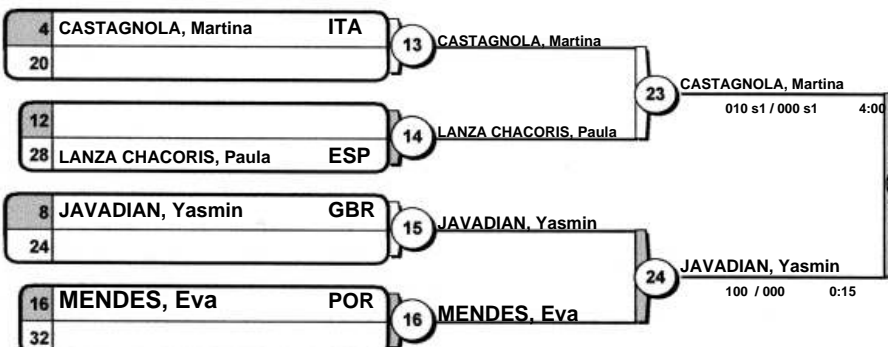 4 CASTAGNOLA, Martina ITA
20
13 CASTAGNOLA, Martina
12
28 LANZA CHACORIS, Paula ESP
14 LANZA CHACORIS, Paula
23 CASTAGNOLA, Martina
010 s1 / 000 s1 4:00
8 JAVADIAN, Yasmin GBR
24
15 JAVADIAN, Yasmin
16 MENDES, Eva POR
32
16 MENDES, Eva
24 JAVADIAN, Yasmin
100 / 000 0:15